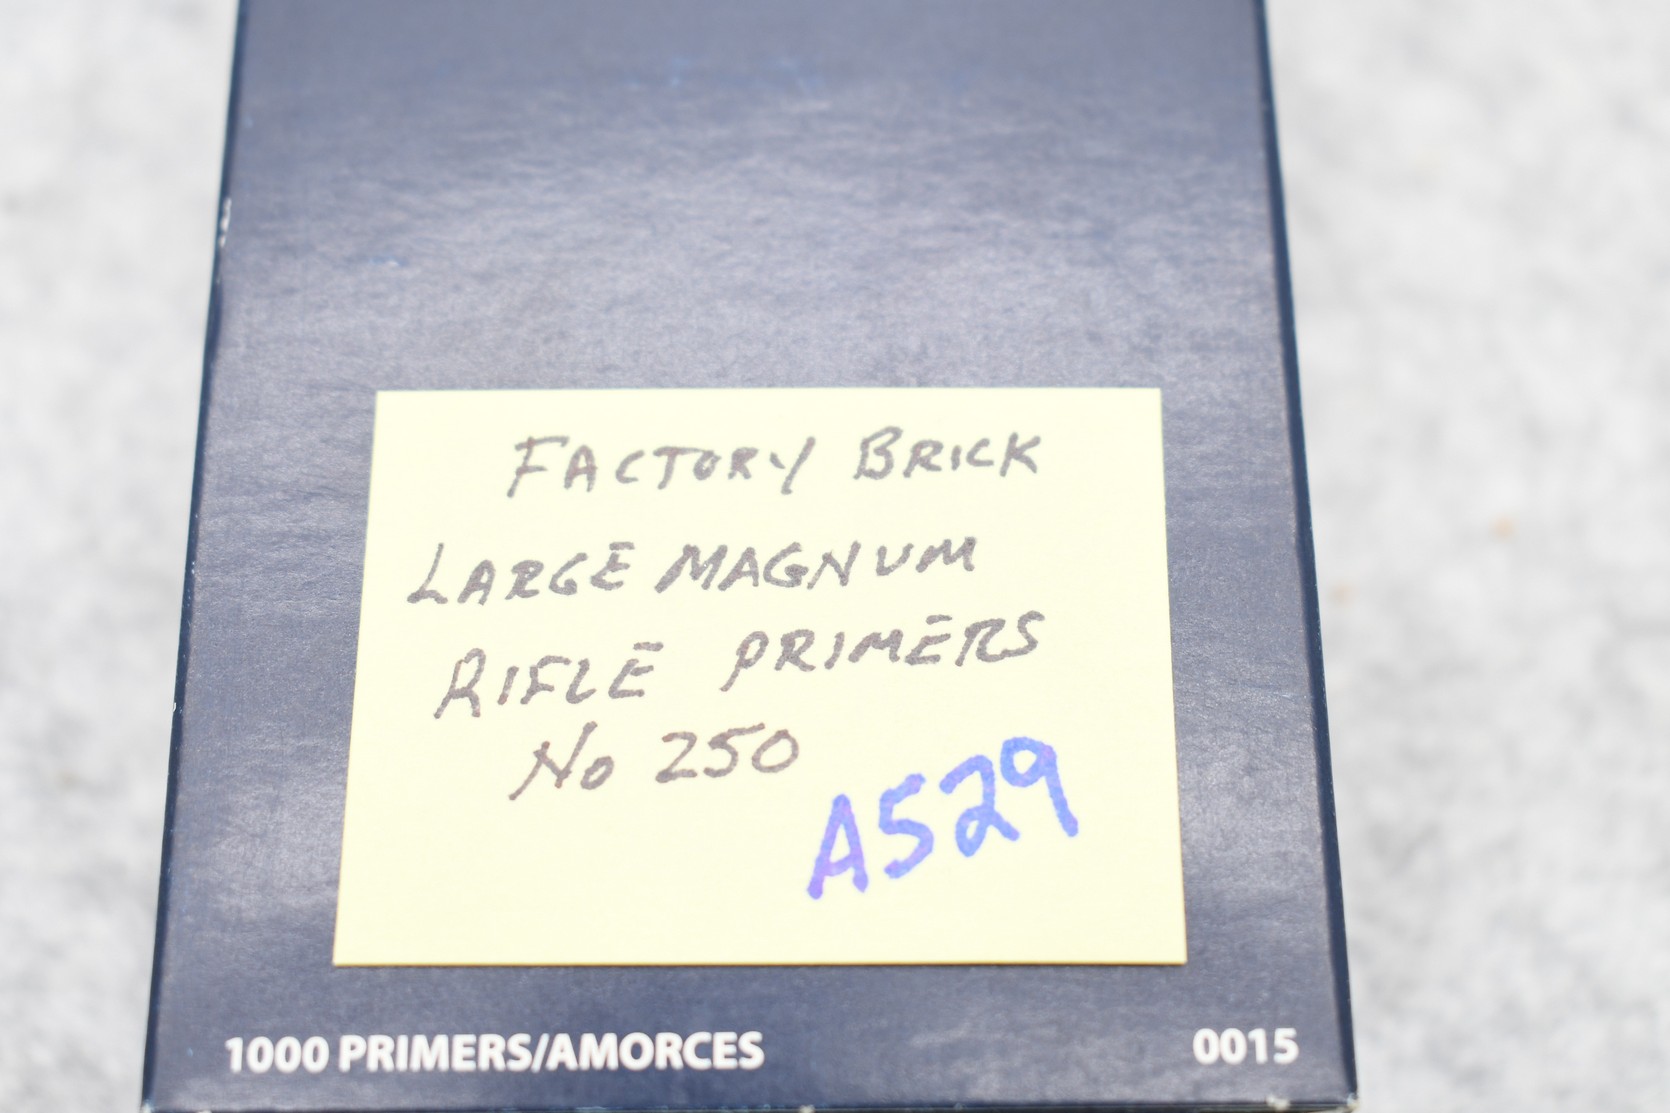 FACTORY BRICK
LARGE MAGNUM
RIFLE PRIMERS
No 250
A529
1000 PRIMERS/AMORCES
0015